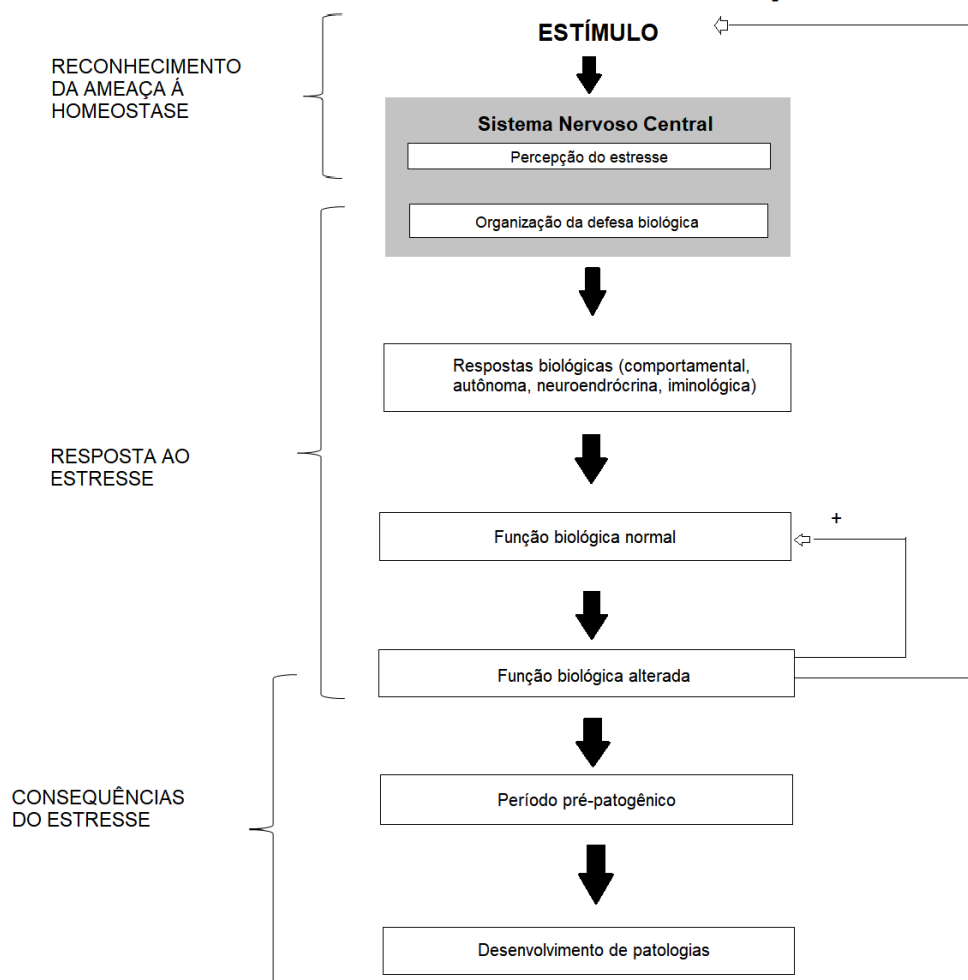 ESTÍMULO
RECONHECIMENTO
DA AMEAÇA Á
HOMEOSTASE
Sistema Nervoso Central
Percepção do estresse
Organização da defesa biológica
Respostas biológicas (comportamental,
autônoma, neuroendrócrina, iminológica)
RESPOSTA AO
ESTRESSE
+
Função biológica normal
Função biológica alterada
CONSEQUÊNCIAS
DO ESTRESSE
Período pré-patogênico
Desenvolvimento de patologias